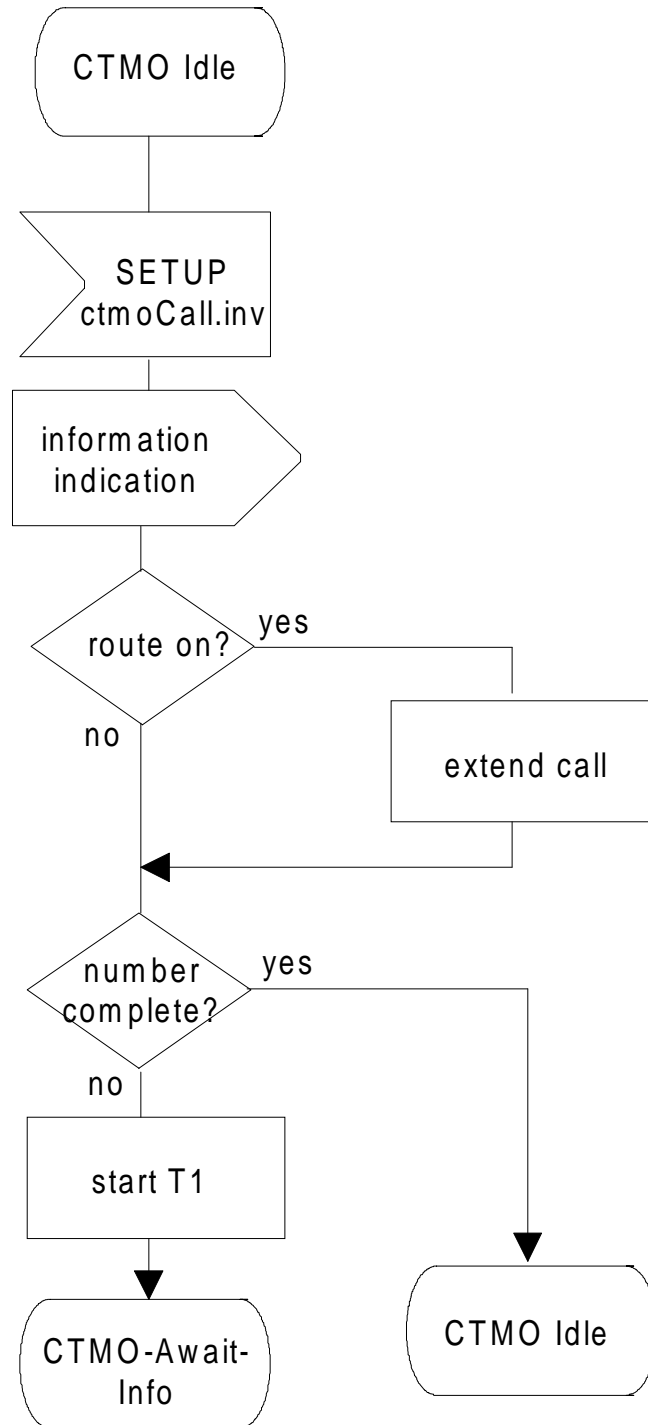 CTMO Idle
SETUP
ctmoCall.inv
information
indication
route on?
yes
no
extend call
number
complete?
yes
no
start T1
CTMO-Await-
Info
CTMO Idle